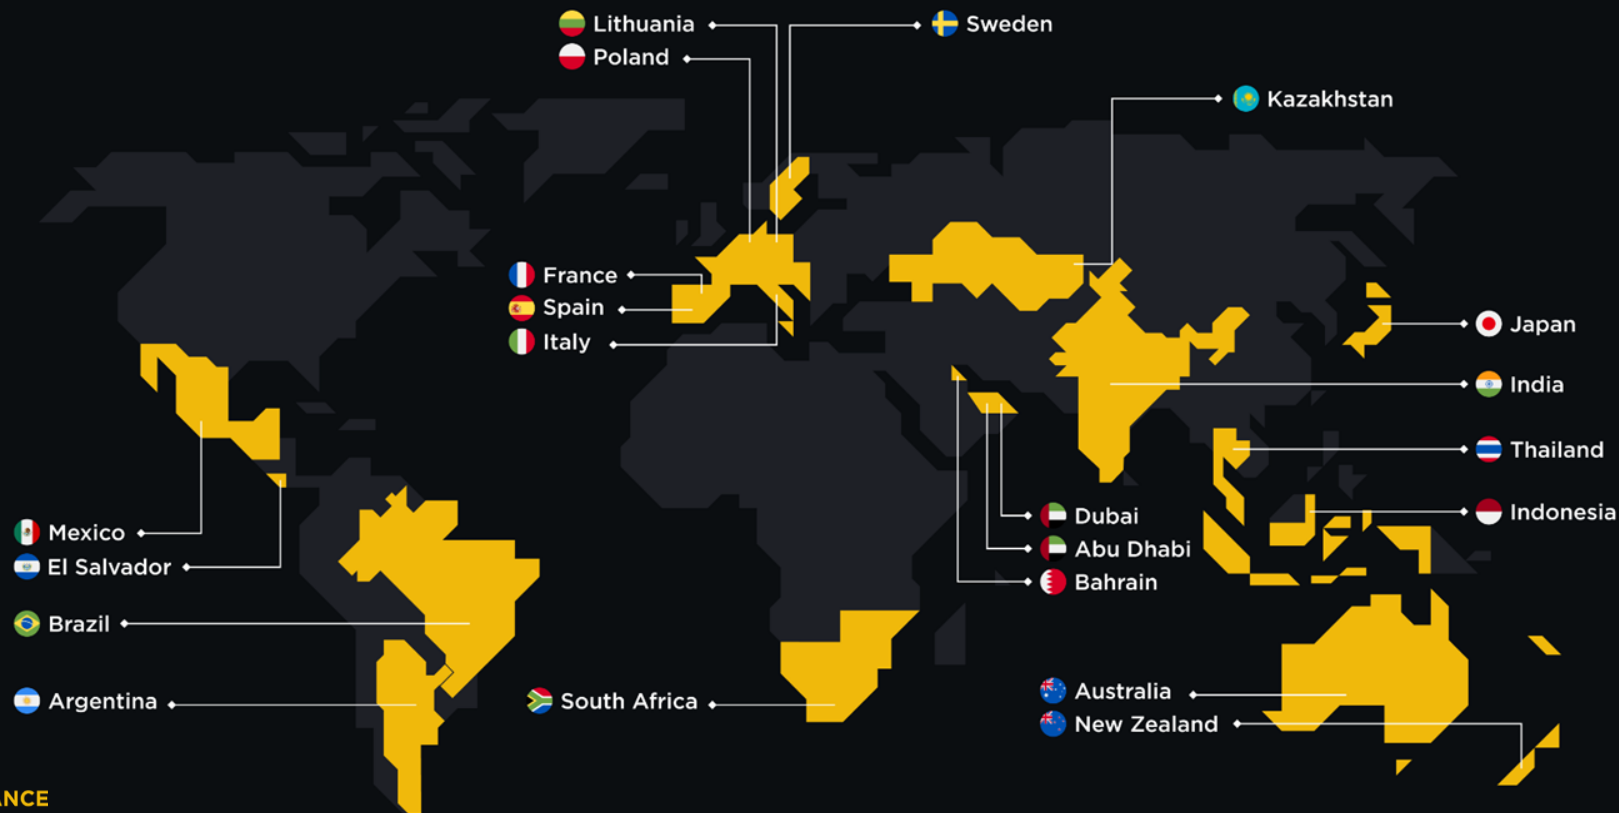 Lithuania
Poland
Sweden
Kazakhstan
France
Spain
Italy
Japan
India
Thailand
Indonesia
Mexico
El Salvador
Brazil
Argentina
South Africa
Dubai
Abu Dhabi
Bahrain
Australia
New Zealand
ANCE